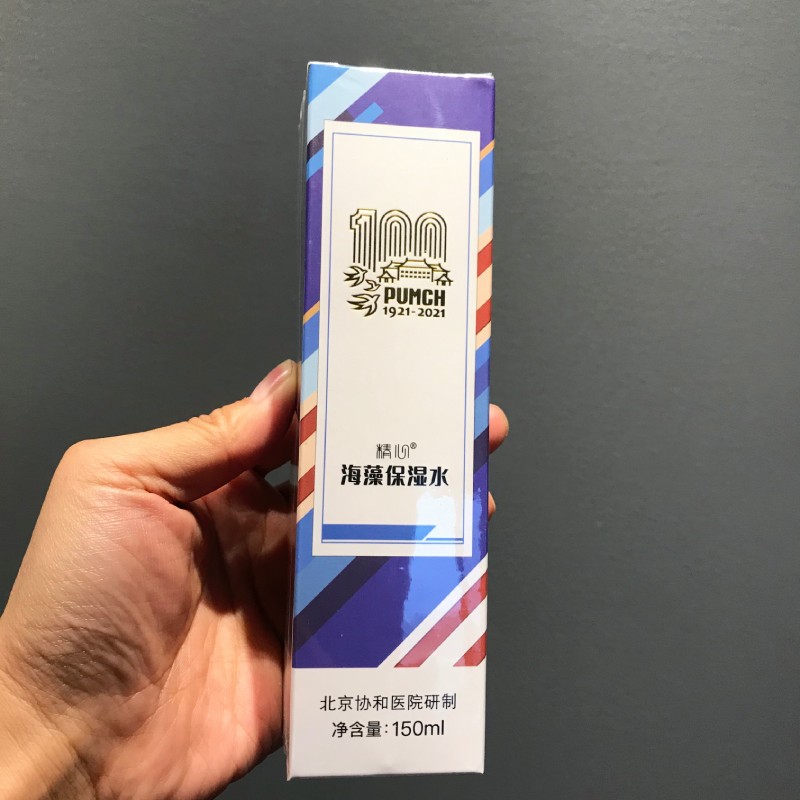 100
PUMCH
1921-2021
精心®
海藻保湿水
北京协和医院研制
净含量:150ml